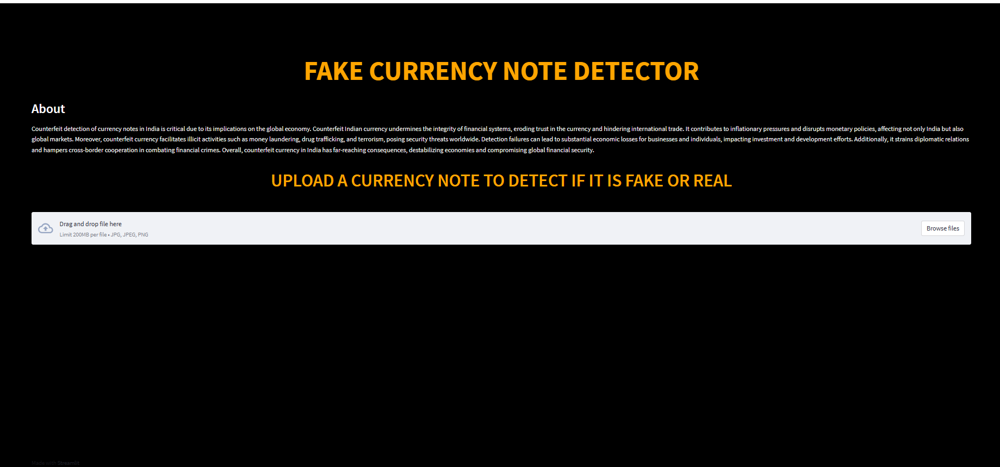 FAKE CURRENCY NOTE DETECTOR
About
Counterfeit detection of currency notes in India is critical due to its implications on the global economy. Counterfeit Indian currency undermines the integrity of financial systems, eroding trust in the currency and hindering international trade. It contributes to inflationary pressures and disrupts monetary policies, affecting not only India but also
global markets. Moreover, counterfeit currency facilitates illicit activities such as money laundering, drug trafficking, and terrorism, posing security threats worldwide. Detection failures can lead to substantial economic losses for businesses and individuals, impacting investment and development efforts. Additionally, it strains diplomatic relations
and hampers cross-border cooperation in combating financial crimes. Overall, counterfeit currency in India has far-reaching consequences, destabilizing economies and compromising global financial security.
UPLOAD A CURRENCY NOTE TO DETECT IF IT IS FAKE OR REAL
Drag and drop file here
Limit 200MB per file • JPG, JPEG, PNG
Browse files
Made with Streamlit